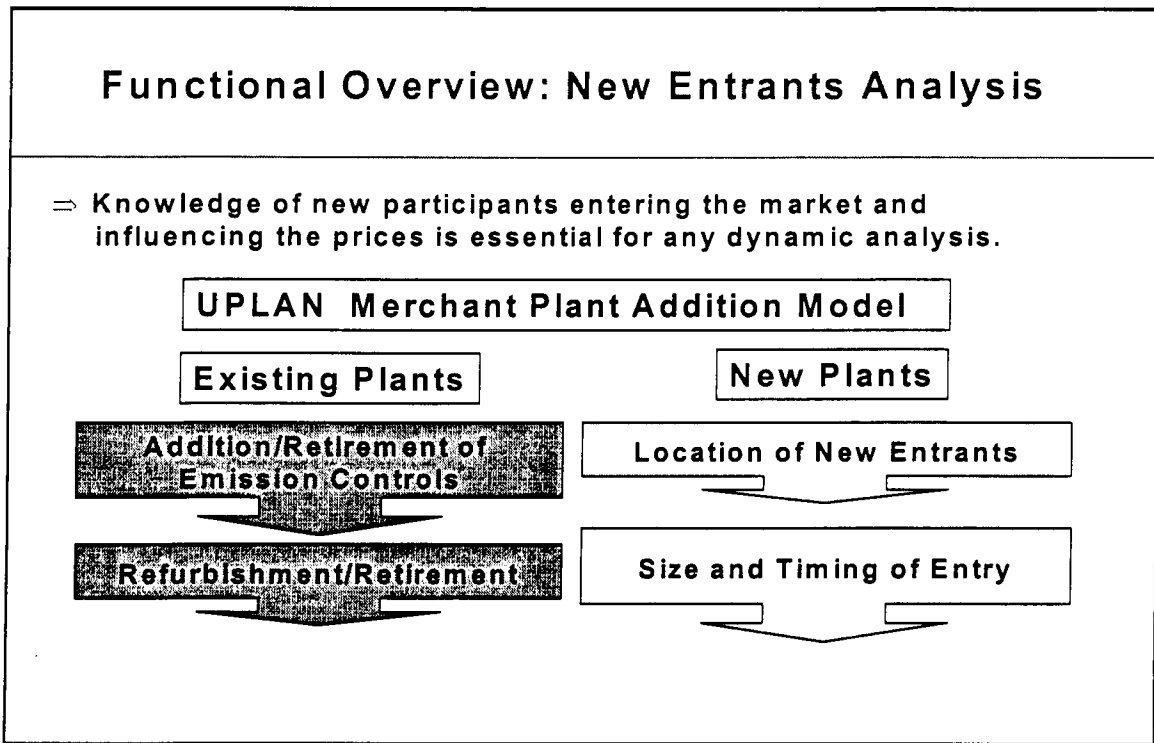 Functional Overview: New Entrants Analysis
⇒ Knowledge of new participants entering the market and
influencing the prices is essential for any dynamic analysis.
UPLAN Merchant Plant Addition Model
Existing Plants
New Plants
Addition/Retirement of
Emission Controls
Location of New Entrants
Refurbishment/Retirement
Size and Timing of Entry